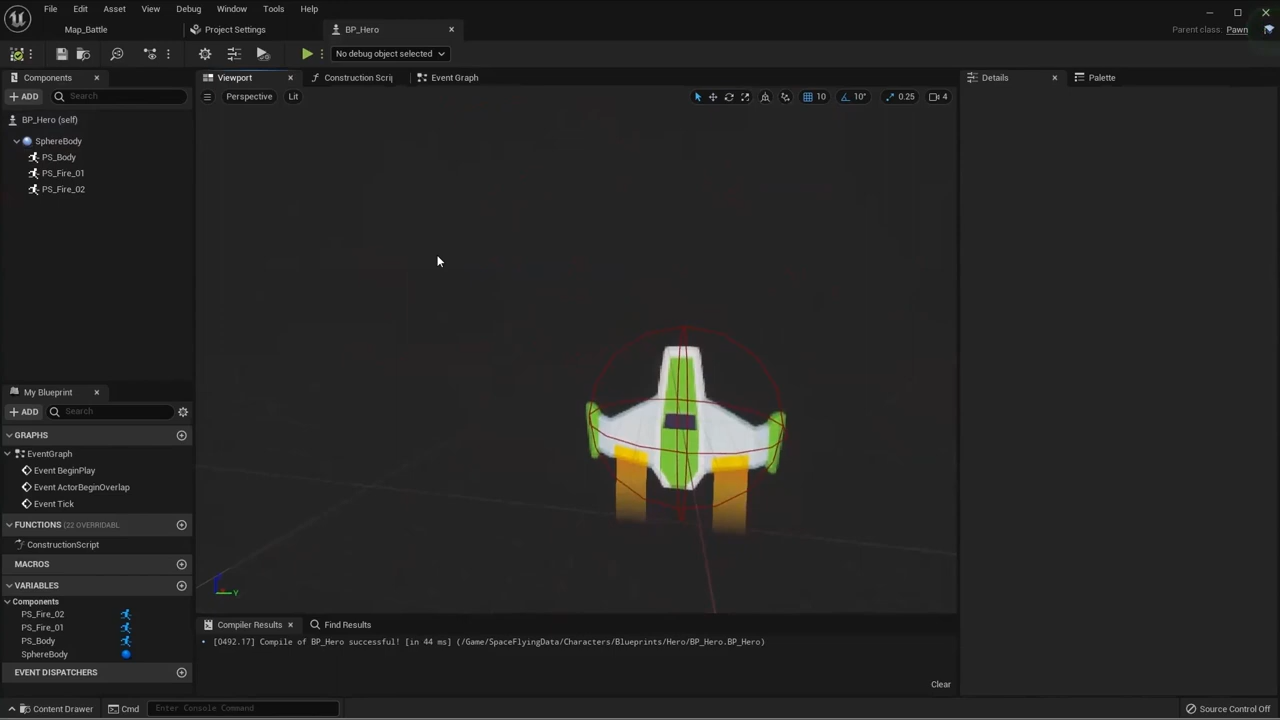 File Edit Asset View Debug Window Tools Help
Map_Battle Project Settings BP_Hero Parent class: Pawn
No debug object selected
Components Viewport Construction Scrip Event Graph Details Palette
ADD Search Perspective Lit 10 10° 0.25 4
BP_Hero (self)
SphereBody
PS_Body
PS_Fire_01
PS_Fire_02
My Blueprint
ADD Search
GRAPHS
EventGraph
Event BeginPlay
Event ActorBeginOverlap
Event Tick
FUNCTIONS (22 OVERRIDABL
ConstructionScript
MACROS
VARIABLES
Components
PS_Fire_02
PS_Fire_01
PS_Body
SphereBody
EVENT DISPATCHERS
Y
Compiler Results Find Results
[0492.17] Compile of BP_Hero successful! [in 44 ms] (/Game/SpaceFlyingData/Characters/Blueprints/Hero/BP_Hero.BP_Hero)
Clear
Content Drawer Cmd Enter Console Command Source Control Off